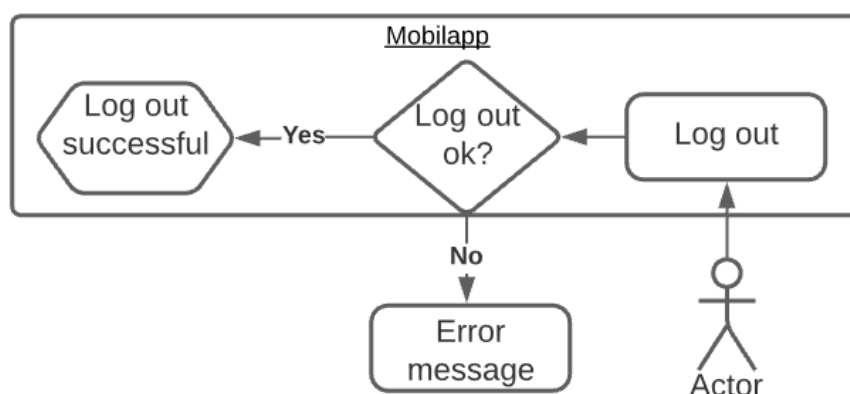 Mobilapp
Log out
successful
Yes
Log out
ok?
Log out
No
Error
message
Actor